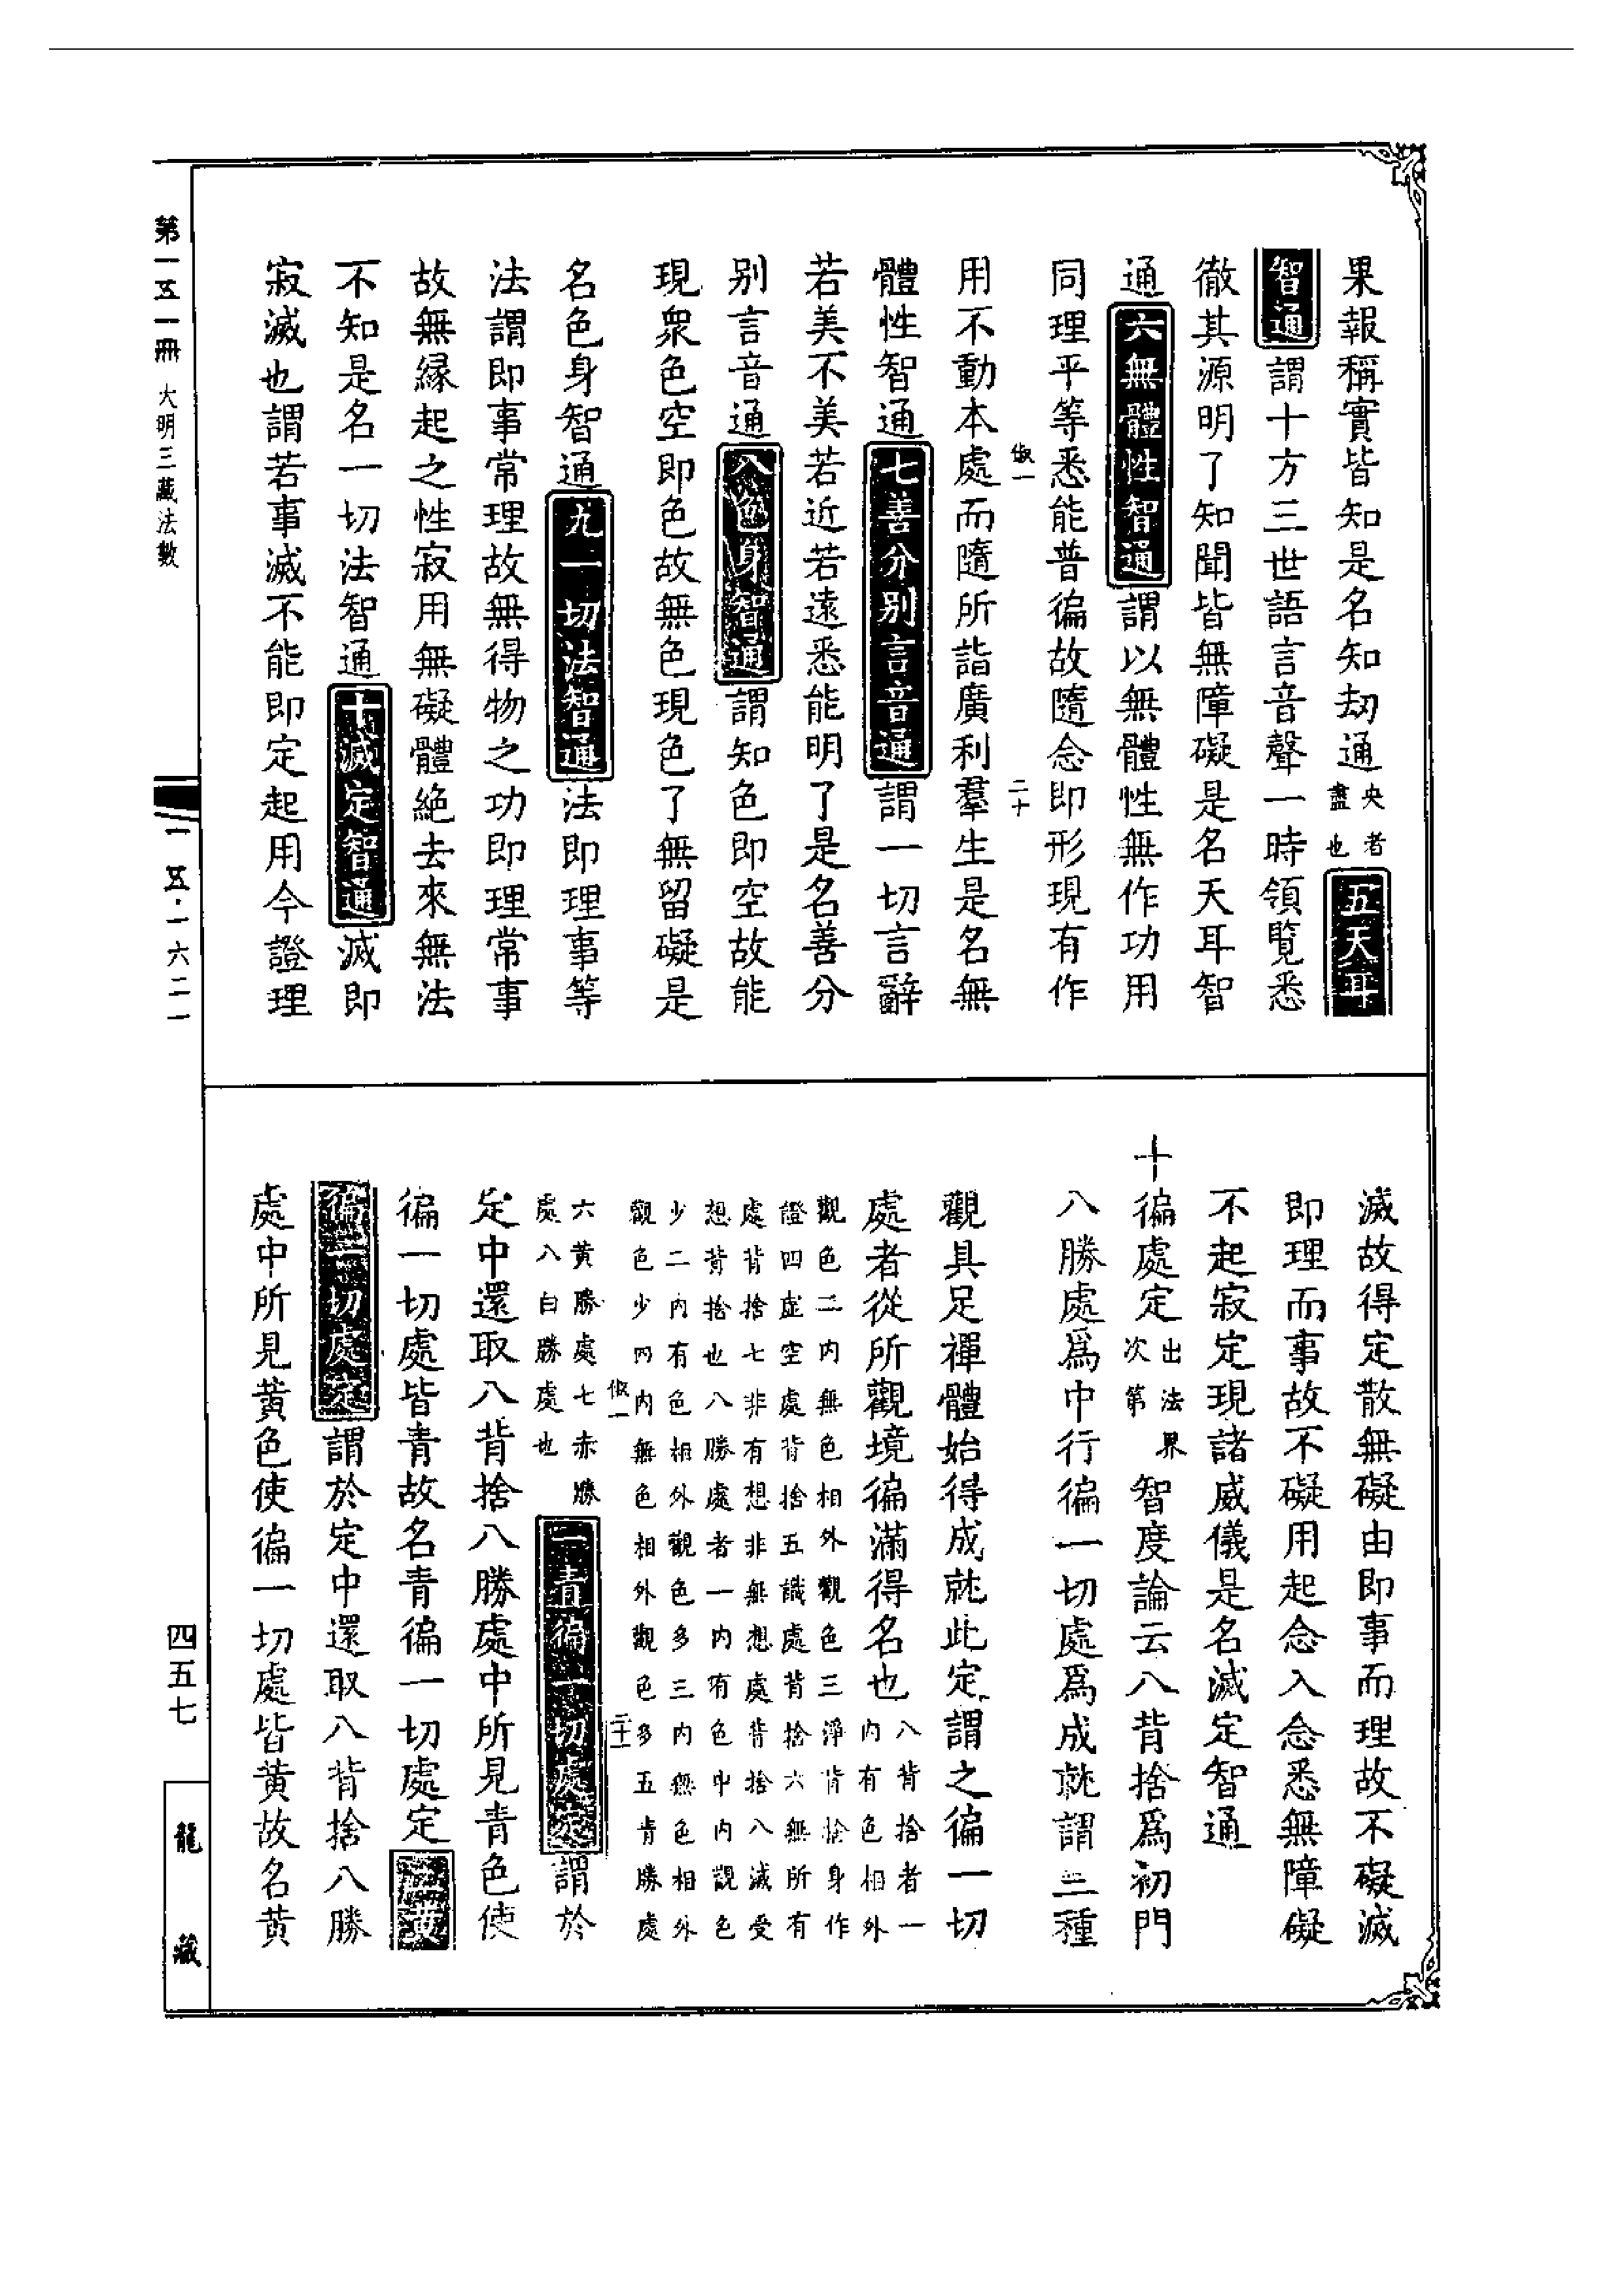 果報稱實皆知是名知劫通央者盡也五天耳
智通謂十方三世語言音聲一時領覽悉
徹其源明了知聞皆無障礙是名天耳智
通六無體性智通謂以無體性無作功用
同理平等悉能普徧故隨念即形現有作
俶一 二十
用不動本處而隨所詣廣利羣生是名無
體性智通七善分別言音通謂一切言辭
若美不美若近若遠悉能明了是名善分
別言音通八色身智通謂知色即空故能
現衆色空即色故無色現色了無留礙是
名色身智通九一切法智通法即理事等
法謂即事常理故無得物之功即理常事
故無緣起之性寂用無礙體絶去來無法
不知是名一切法智通十滅定智通滅即
寂滅也謂若事滅不能即定起用今證理
滅故得定散無礙由即事而理故不礙滅
即理而事故不礙用起念入念悉無障礙
不起寂定現諸威儀是名滅定智通
十徧處定出法界次第智度論云八背捨爲初門
八勝處爲中行徧一切處爲成就謂三種
觀具足禪體始得成就此定謂之徧一切
處者從所觀境徧滿得名也八背捨者一內有色相外
觀色二內無色相外觀色三淨背捨身作
證四虛空處背捨五識處背捨六無所有
處背捨七非有想非無想處背捨八滅受
想背捨也八勝處者一內有色中內觀色
少二內有色相外觀色多三內無色相外
觀色少四內無色相外觀色多五青勝處
俶一 二十一
六黃勝處七赤勝處八白勝處也一青徧一切處定謂於
定中還取八背捨八勝處中所見青色使
徧一切處皆青故名青徧一切處定二黃
徧一切處定謂於定中還取八背捨八勝
處中所見黃色使徧一切處皆黃故名黃
第一五一冊 大明三藏法數
一五·一六二一
四五七
龍藏